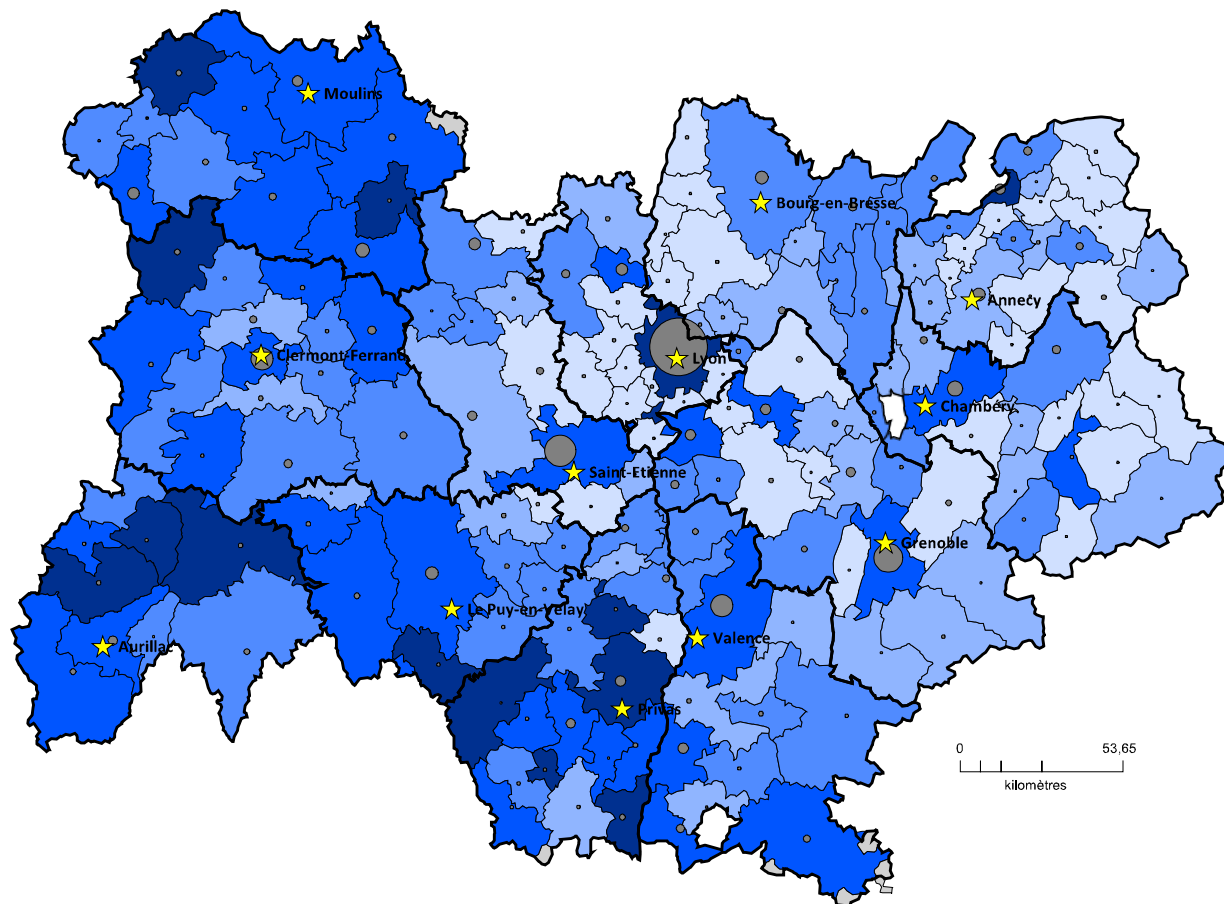 Moulins
Bourg-en-Bresse
Annecy
Clermont-Ferrand
Lyon
Chambéry
Saint-Etienne
Grenoble
Le Puy-en-Velay
Valence
Aurillac
Privas
0 53,65
kilomètres